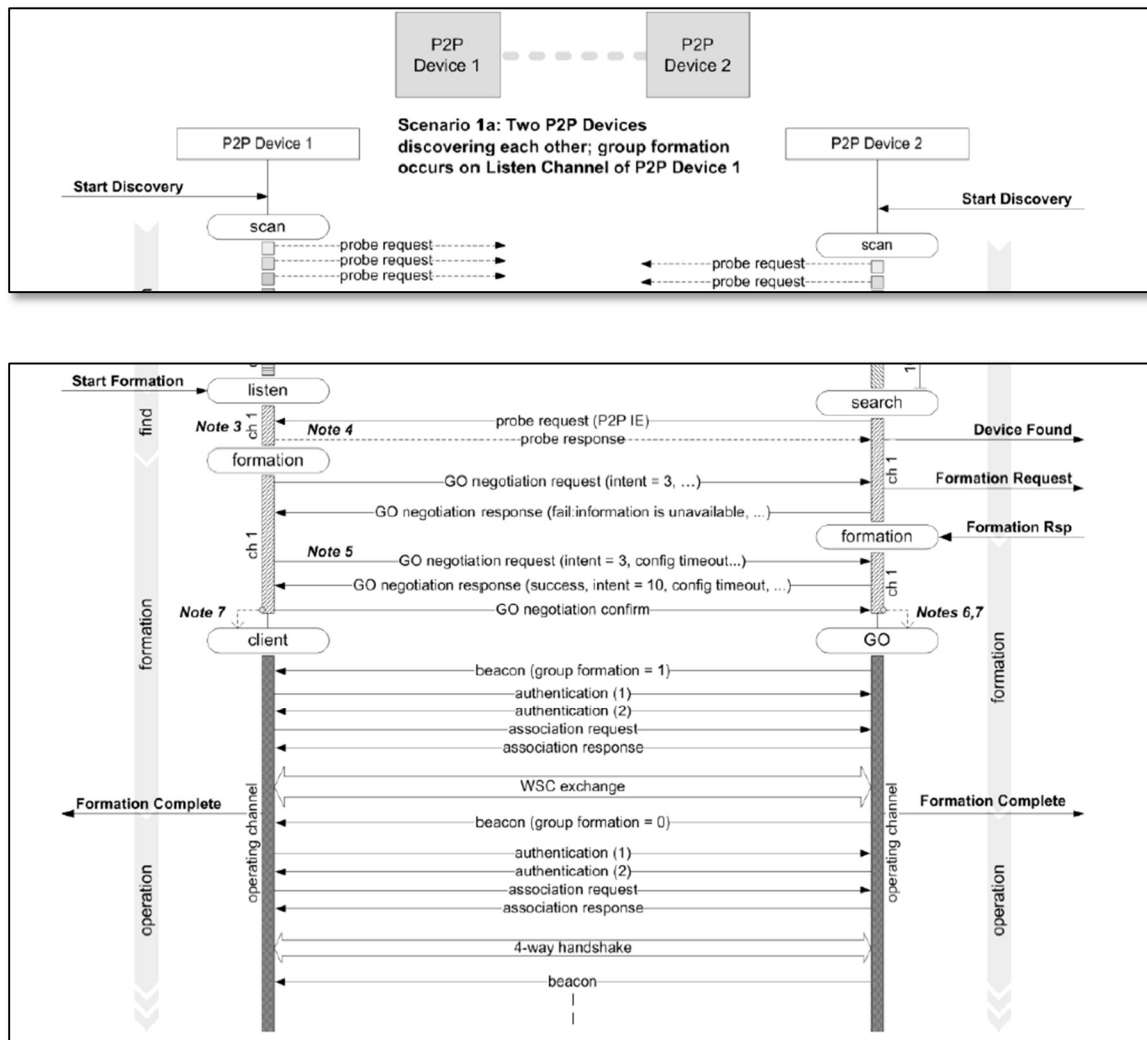 P2P
Device 1
P2P
Device 2
Scenario 1a: Two P2P Devices
discovering each other; group formation
occurs on Listen Channel of P2P Device 1
P2P Device 1
P2P Device 2
Start Discovery
Start Discovery
scan
scan
probe request
probe request
probe request
probe request
probe request
Start Formation
listen
search
1
find
Note 3
ch 1
Note 4
probe request (P2P IE)
probe response
Device Found
formation
ch 1
GO negotiation request (intent = 3, ...)
Formation Request
GO negotiation response (fail:information is unavailable, ...)
formation
Formation Rsp
ch 1
Note 5
GO negotiation request (intent = 3, config timeout...)
ch 1
GO negotiation response (success, intent = 10, config timeout, ...)
Note 7
GO negotiation confirm
Notes 6,7
client
GO
formation
formation
beacon (group formation = 1)
authentication (1)
authentication (2)
association request
association response
WSC exchange
Formation Complete
Formation Complete
operating channel
operating channel
beacon (group formation = 0)
authentication (1)
authentication (2)
association request
association response
operation
operation
4-way handshake
beacon